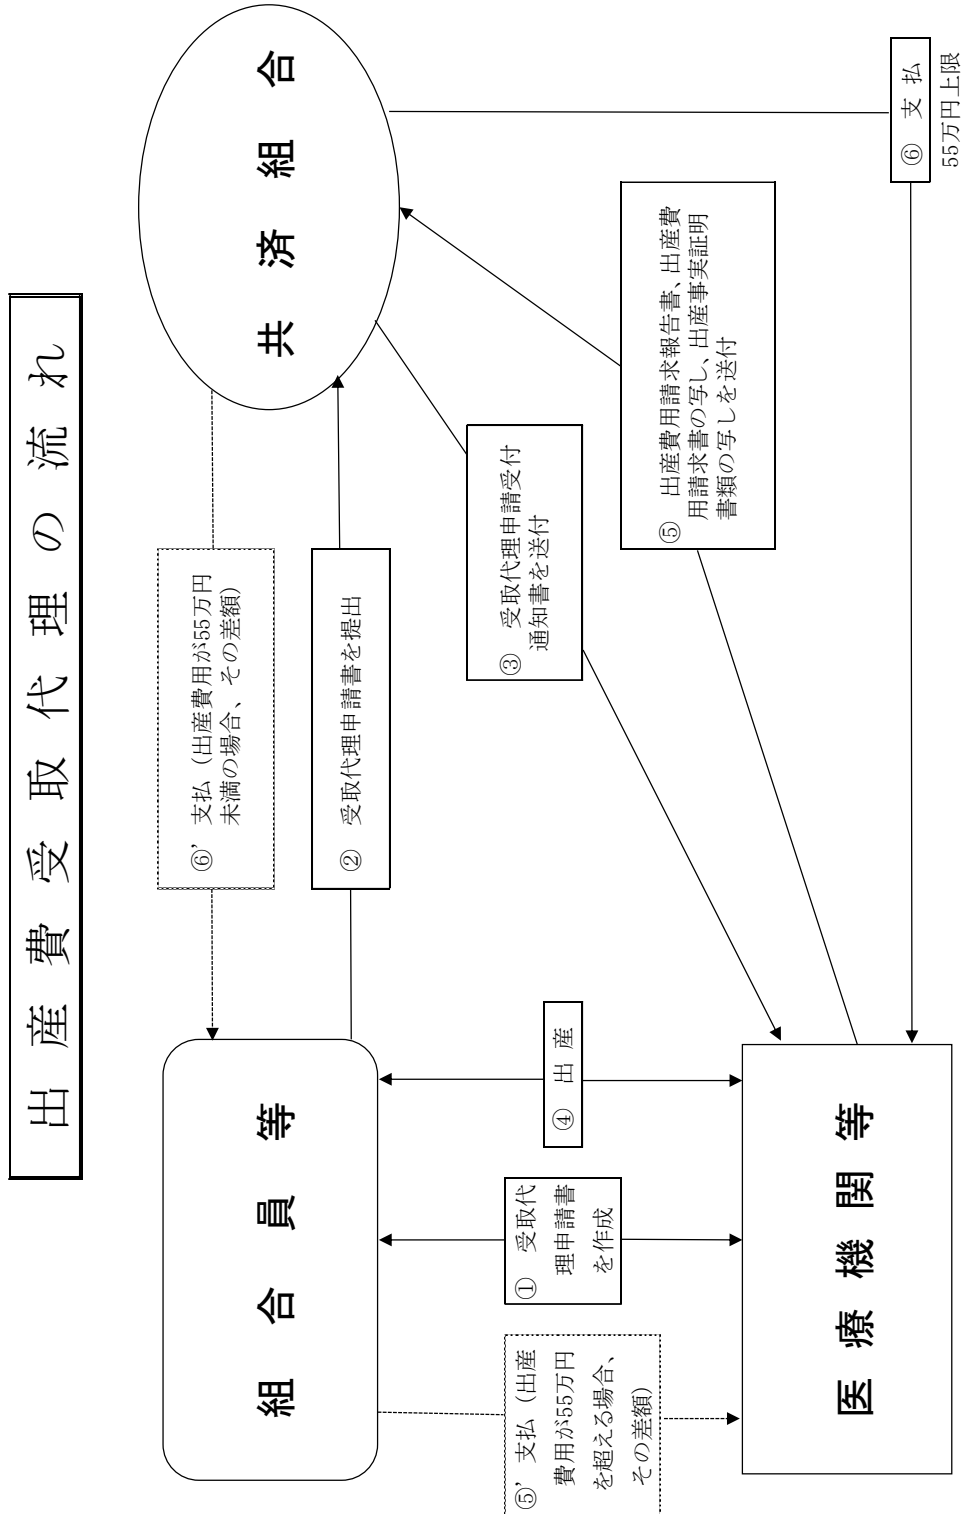 出産費受取代理の流れ
組合員等
共済組合
医療機関等
⑥’ 支払（出産費用が55万円
未満の場合、その差額）
② 受取代理申請書を提出
③ 受取代理申請受付
通知書を送付
⑤ 出産費用請求報告書、出産費
用請求書の写し、出産事実証明
書類の写しを送付
⑥ 支払
55万円上限
④ 出産
① 受取代
理申請書
を作成
⑤’ 支払（出産
費用が55万円
を超える場合、
その差額）